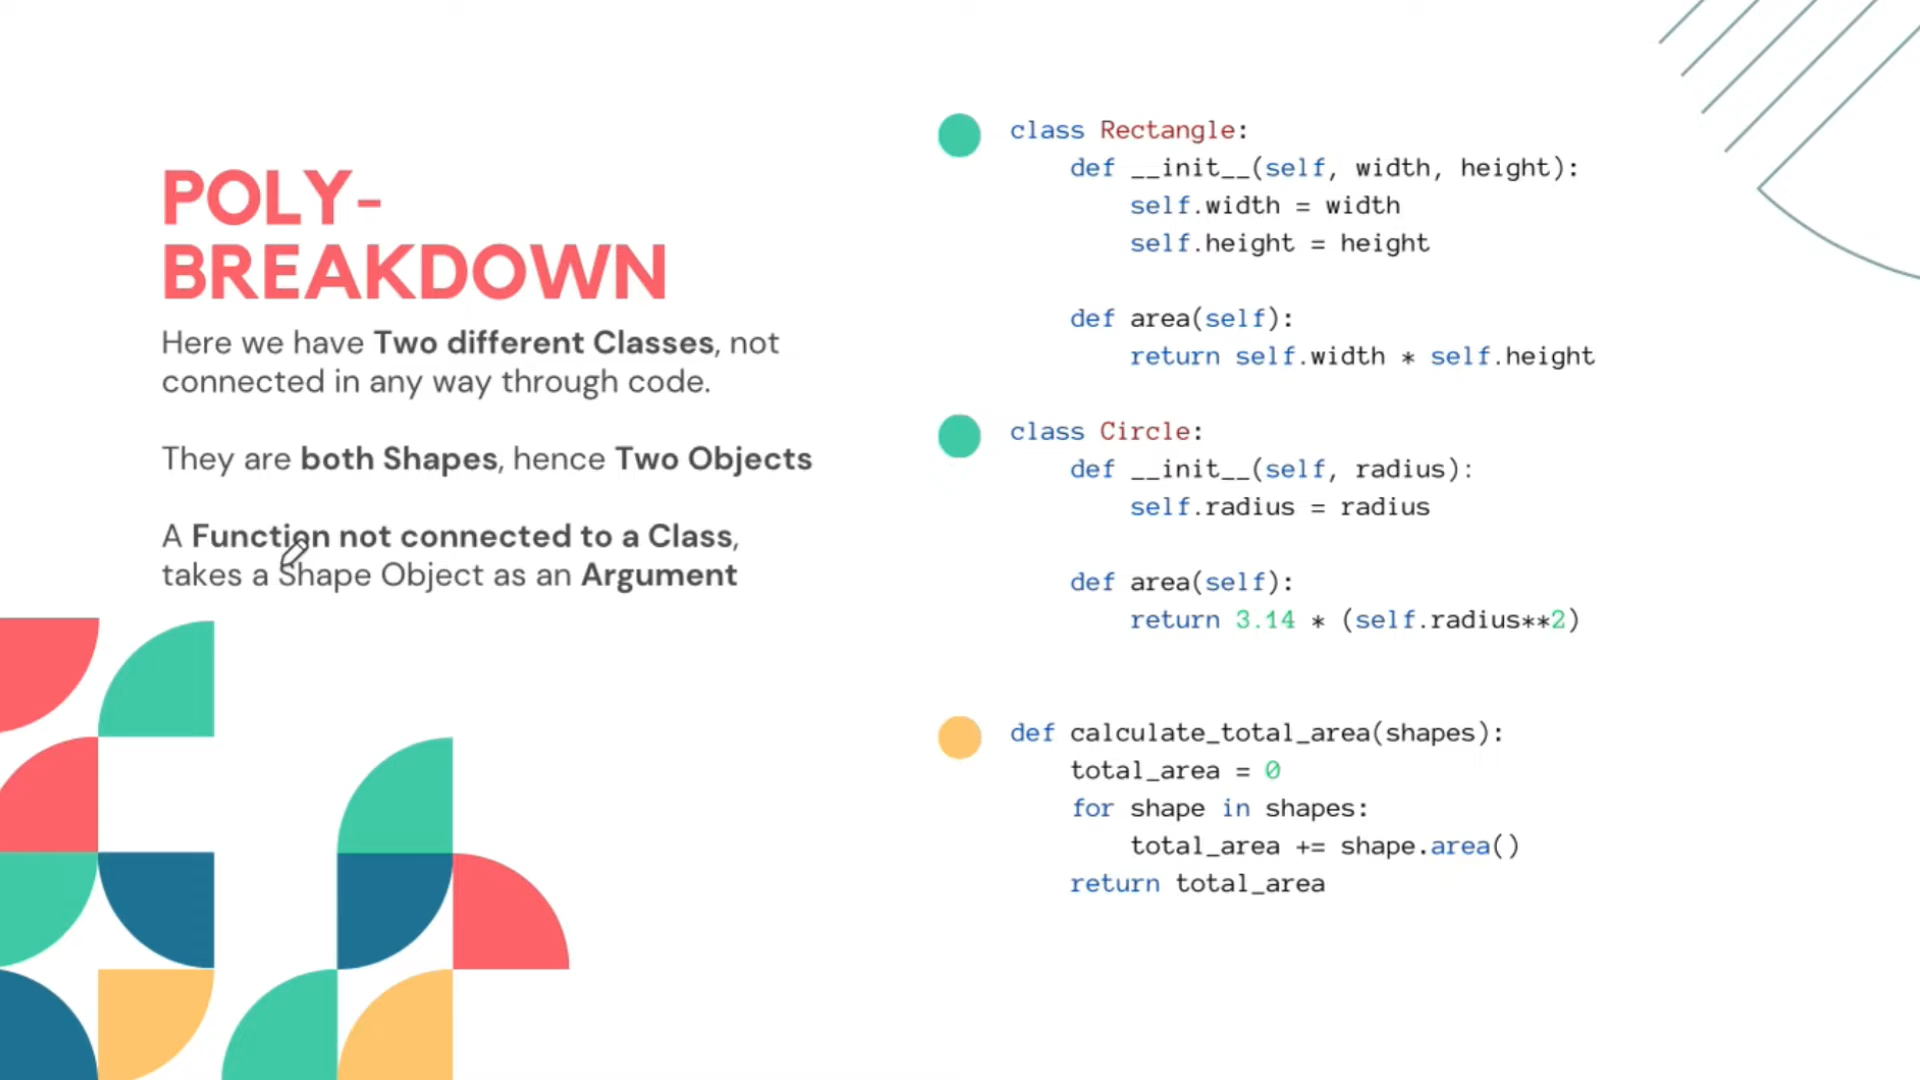 POLY-
BREAKDOWN
Here we have Two different Classes, not
connected in any way through code.
They are both Shapes, hence Two Objects
A Function not connected to a Class,
takes a Shape Object as an Argument
class Rectangle:
    def __init__(self, width, height):
        self.width = width
        self.height = height
    def area(self):
        return self.width * self.height
class Circle:
    def __init__(self, radius):
        self.radius = radius
    def area(self):
        return 3.14 * (self.radius**2)
def calculate_total_area(shapes):
    total_area = 0
    for shape in shapes:
        total_area += shape.area()
    return total_area